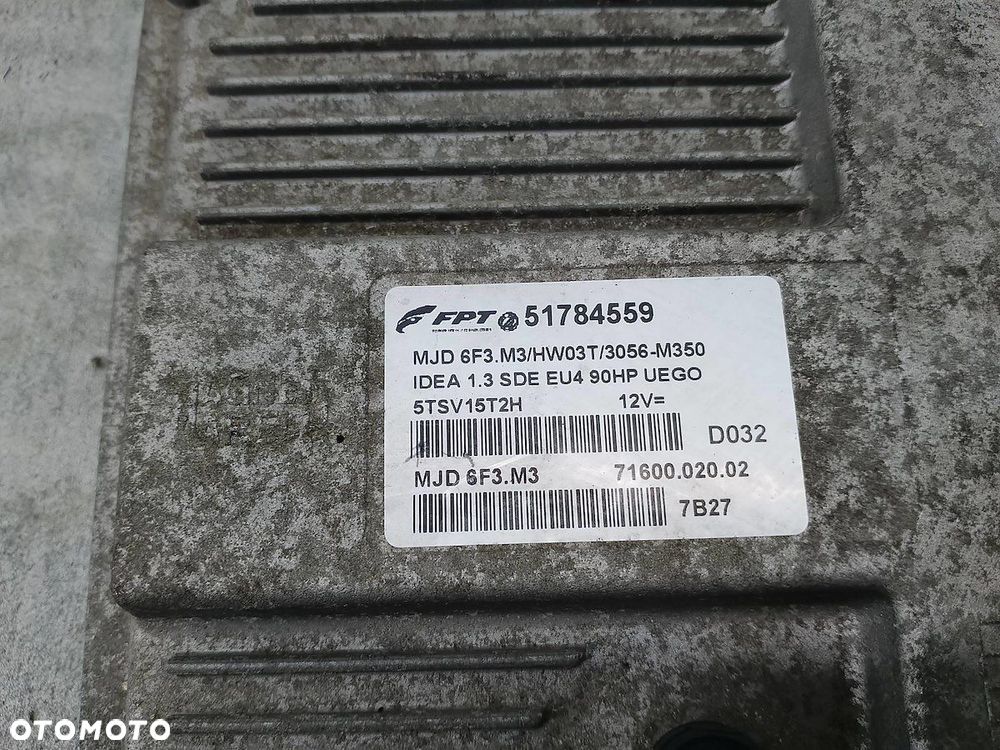 FPT 51784559
MJD 6F3.M3/HW03T/3056-M350
IDEA 1.3 SDE EU4 90HP UEGO
5TSV15T2H 12V=
D032
MJD 6F3.M3 71600.020.02
7B27
OTOMOTO